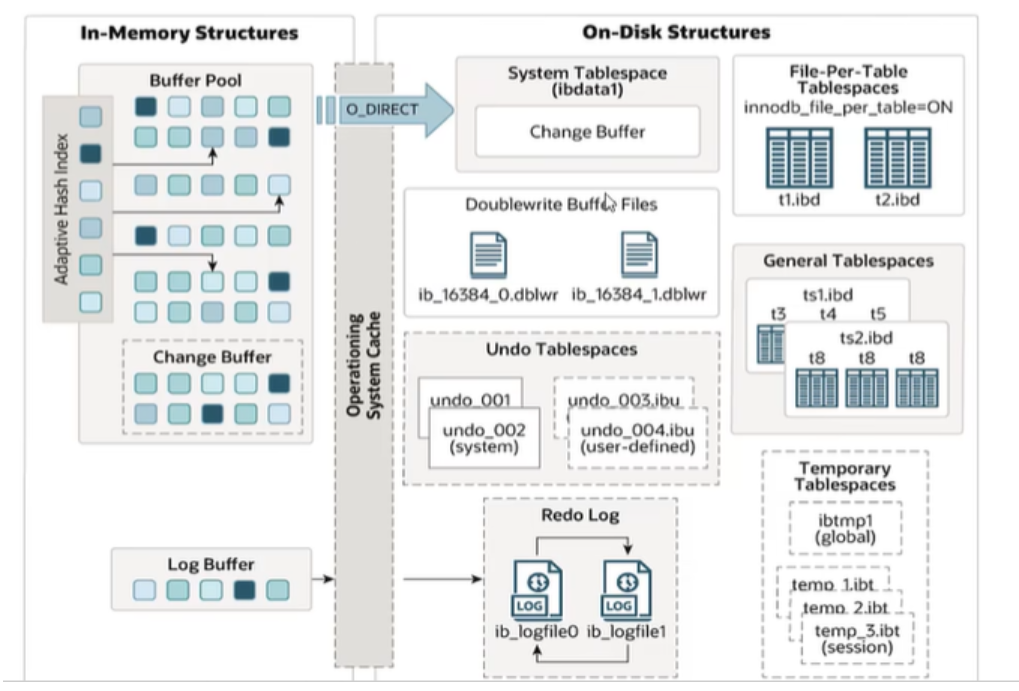 In-Memory Structures
Buffer Pool
Adaptive Hash Index
Change Buffer
Log Buffer
Operationing
System Cache
O_DIRECT
On-Disk Structures
System Tablespace
(ibdata1)
Change Buffer
Doublewrite Buffer Files
ib_16384_0.dblwr ib_16384_1.dblwr
Undo Tablespaces
undo_001
undo_002
(system)
undo_003.ibu
undo_004.ibu
(user-defined)
Redo Log
LOG LOG
ib_logfile0 ib_logfile1
File-Per-Table
Tablespaces
innodb_file_per_table=ON
t1.ibd t2.ibd
General Tablespaces
ts1.ibd
t3 t4 t5
ts2.ibd
t8 t8 t8
Temporary
Tablespaces
ibtmp1
(global)
temp_1.ibt
temp_2.ibt
temp_3.ibt
(session)